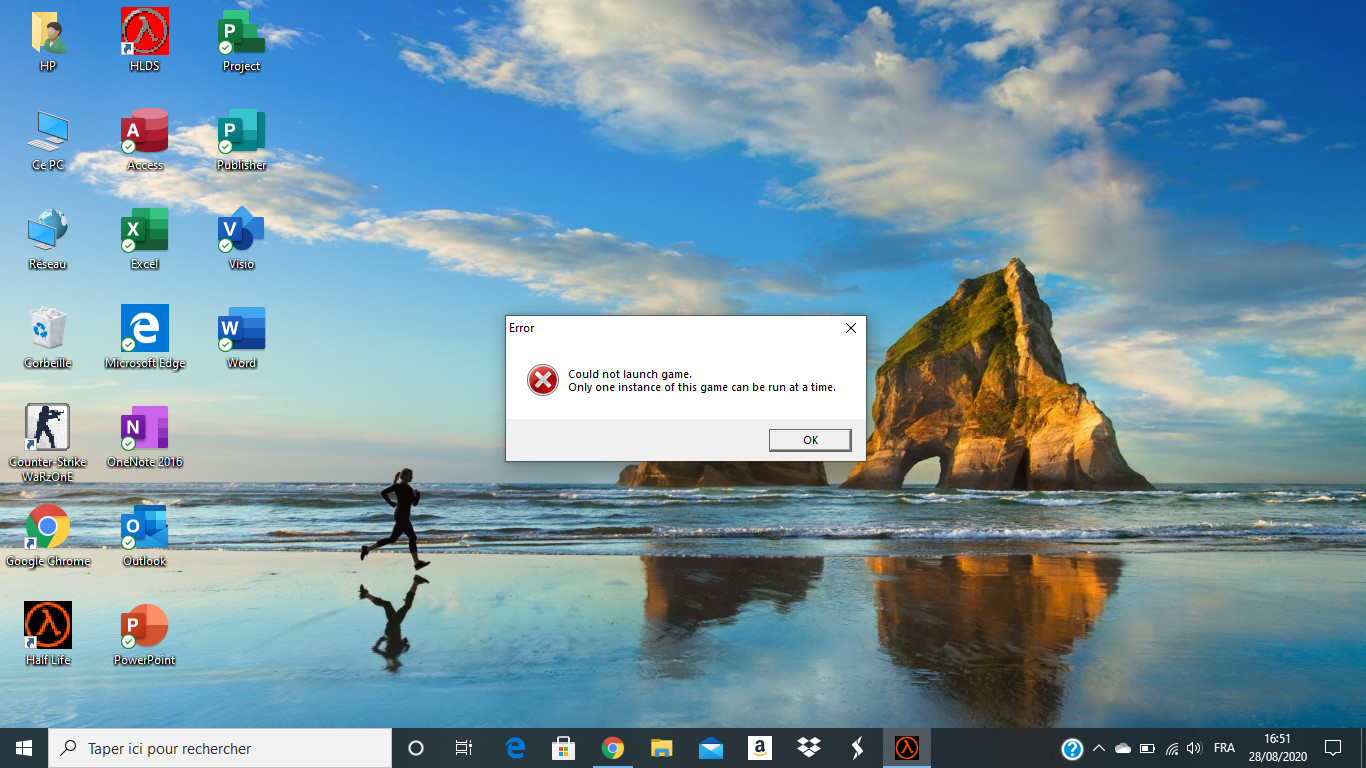 HP
HLDS
Project
Ce PC
Access
Publisher
Réseau
Excel
Visio
Corbeille
Microsoft Edge
Word
Counter-Strike
WaRzOnE
OneNote 2016
Google Chrome
Outlook
Half Life
PowerPoint
Error
Could not launch game.
Only one instance of this game can be run at a time.
OK
Taper ici pour rechercher
FRA
16:51
28/08/2020